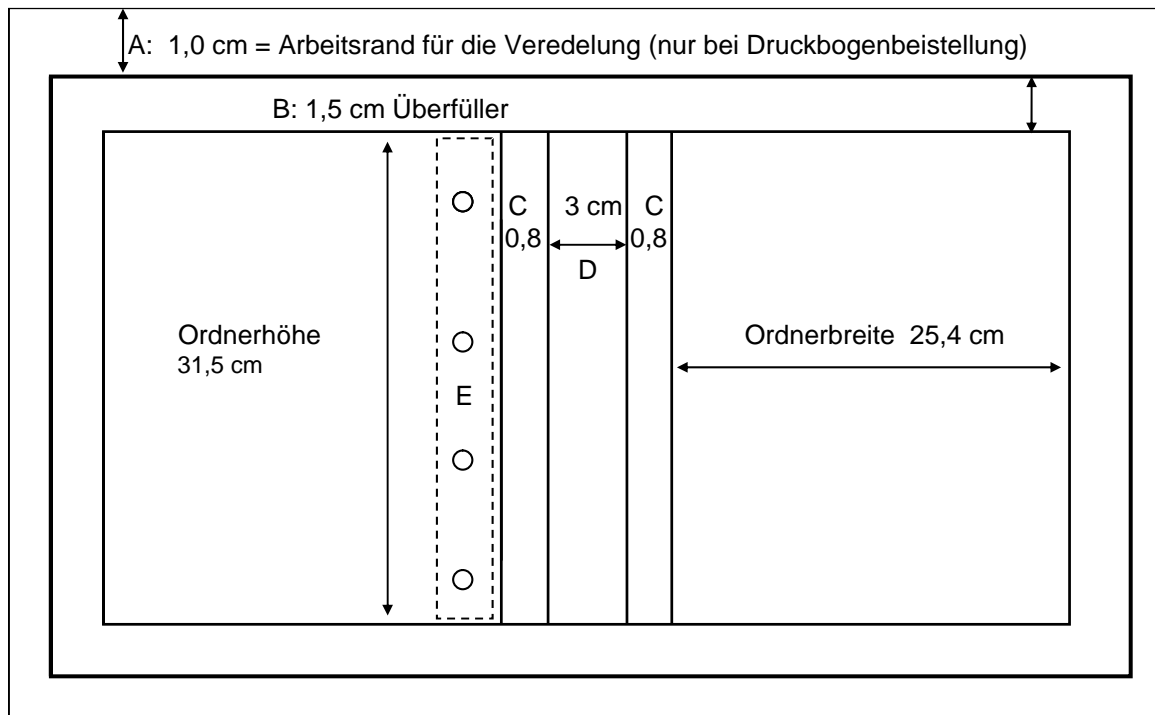 A:  1,0 cm = Arbeitsrand für die Veredelung (nur bei Druckbogenbeistellung)
B: 1,5 cm Überfüller
C 3 cm C
0,8 0,8
D
Ordnerhöhe
31,5 cm
Ordnerbreite  25,4 cm
E